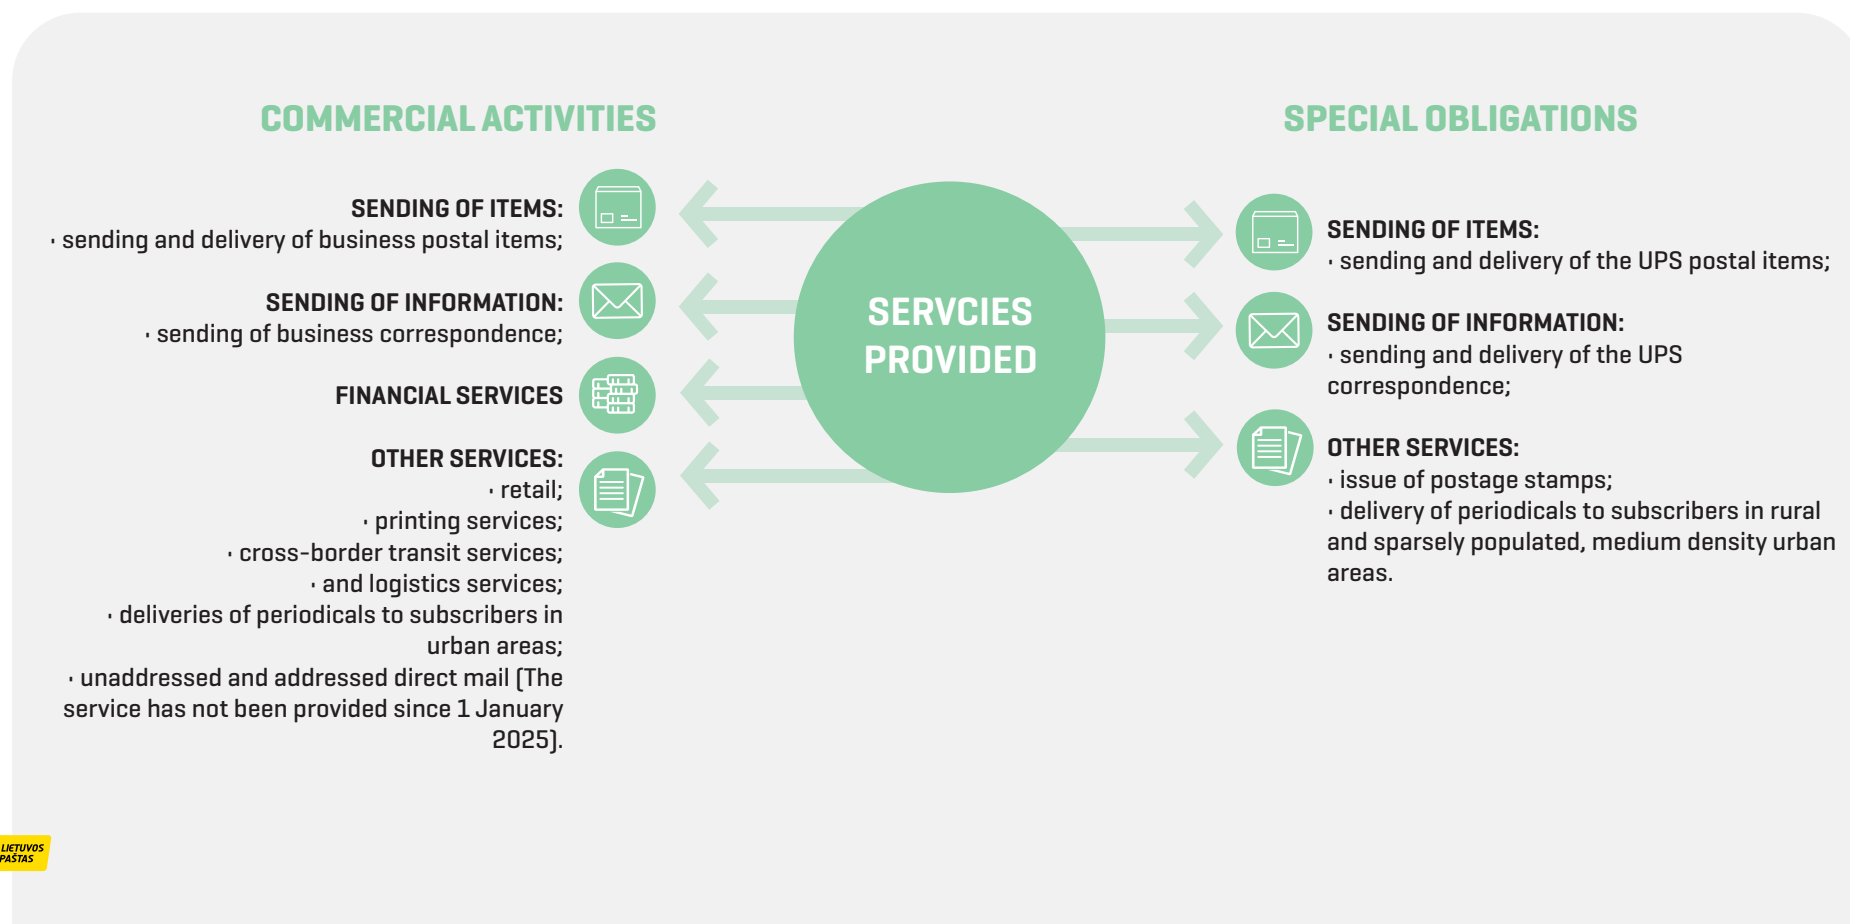 COMMERCIAL ACTIVITIES
SENDING OF ITEMS:
· sending and delivery of business postal items;
SENDING OF INFORMATION:
· sending of business correspondence;
FINANCIAL SERVICES
OTHER SERVICES:
· retail;
· printing services;
· cross-border transit services;
· and logistics services;
· deliveries of periodicals to subscribers in
urban areas;
· unaddressed and addressed direct mail (The
service has not been provided since 1 January
2025).
SERVCIES
PROVIDED
SPECIAL OBLIGATIONS
SENDING OF ITEMS:
· sending and delivery of the UPS postal items;
SENDING OF INFORMATION:
· sending and delivery of the UPS
correspondence;
OTHER SERVICES:
· issue of postage stamps;
· delivery of periodicals to subscribers in rural
and sparsely populated, medium density urban
areas.
LIETUVOS
PAŠTAS